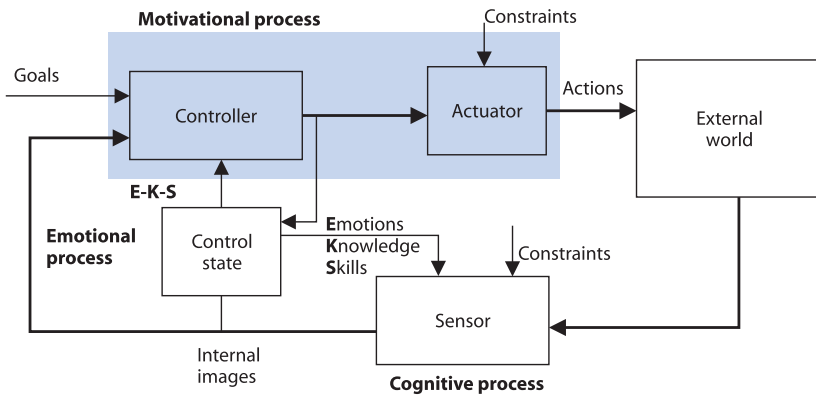 Motivational process
Constraints
Goals
Controller
Actuator
Actions
External
world
E-K-S
Emotional
process
Control
state
Emotions
Knowledge
Skills
Constraints
Sensor
Internal
images
Cognitive process